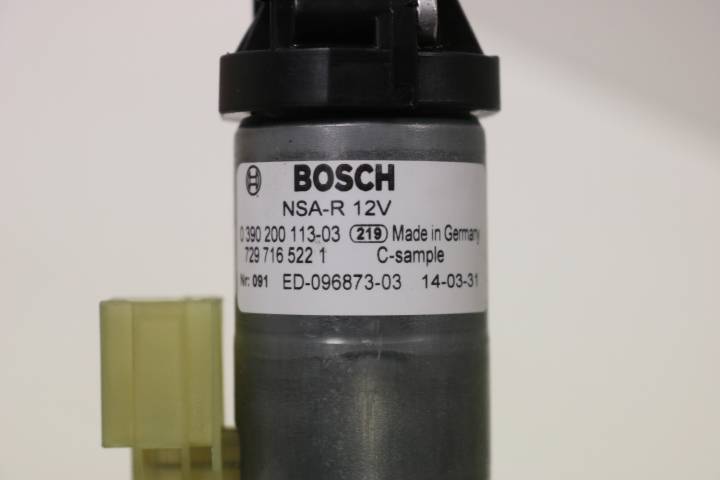 BOSCH
NSA-R 12V
0 390 200 113-03 219 Made in Germany
729 716 522 1 C-sample
Nr: 091 ED-096873-03 14-03-31